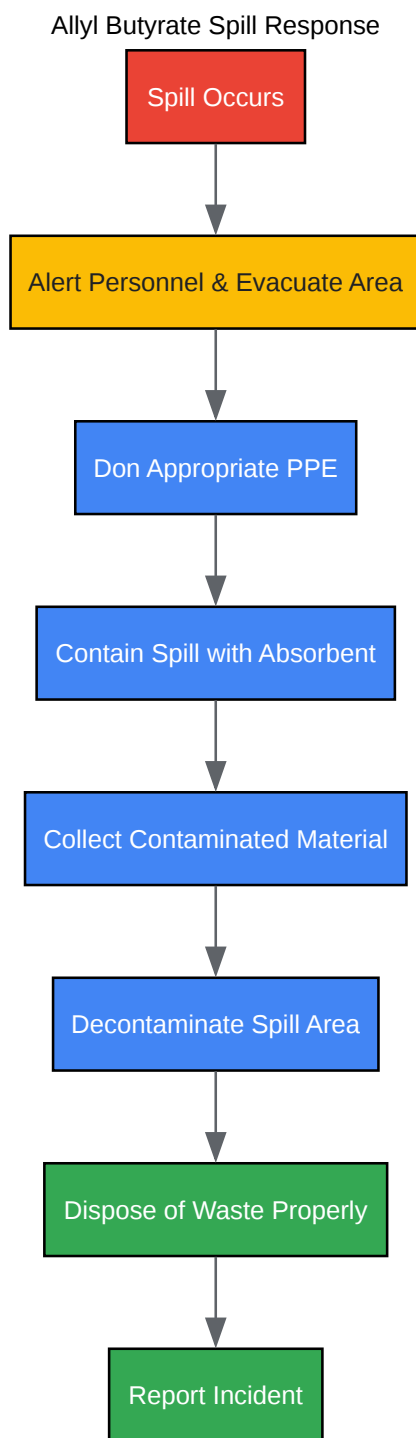 Allyl Butyrate Spill Response
Spill Occurs
Alert Personnel & Evacuate Area
Don Appropriate PPE
Contain Spill with Absorbent
Collect Contaminated Material
Decontaminate Spill Area
Dispose of Waste Properly
Report Incident